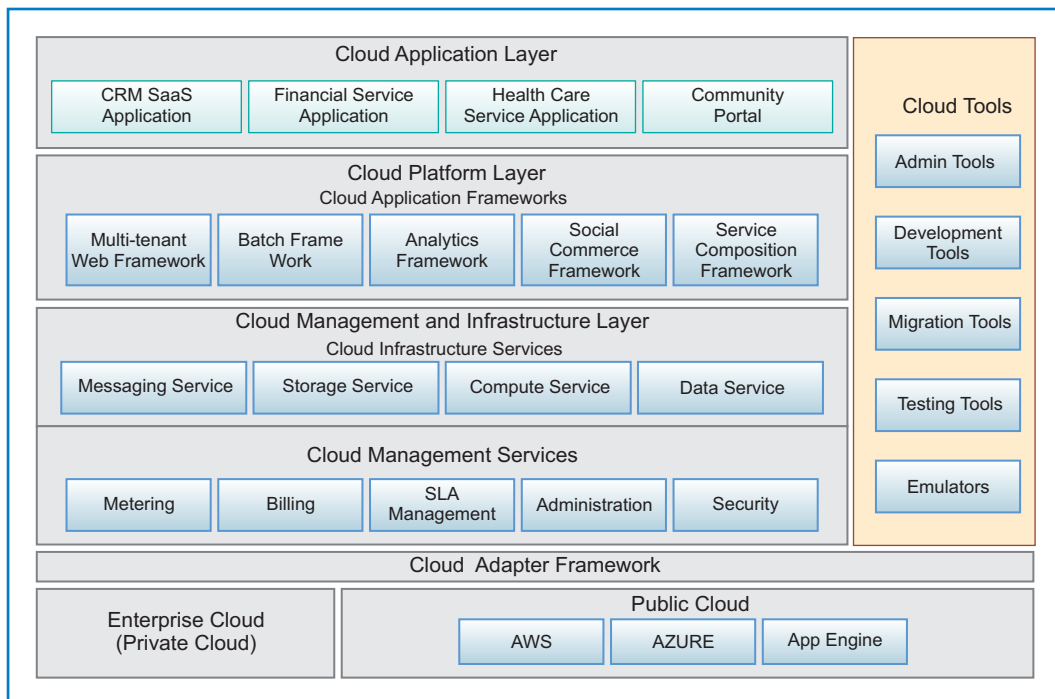 Cloud Application Layer
CRM SaaS
Application
Financial Service
Application
Health Care
Service Application
Community
Portal
Cloud Platform Layer
Cloud Application Frameworks
Multi-tenant
Web Framework
Batch Frame
Work
Analytics
Framework
Social
Commerce
Framework
Service
Composition
Framework
Cloud Management and Infrastructure Layer
Cloud Infrastructure Services
Messaging Service
Storage Service
Compute Service
Data Service
Cloud Management Services
Metering
Billing
SLA
Management
Administration
Security
Cloud Tools
Admin Tools
Development
Tools
Migration Tools
Testing Tools
Emulators
Cloud Adapter Framework
Enterprise Cloud
(Private Cloud)
Public Cloud
AWS
AZURE
App Engine